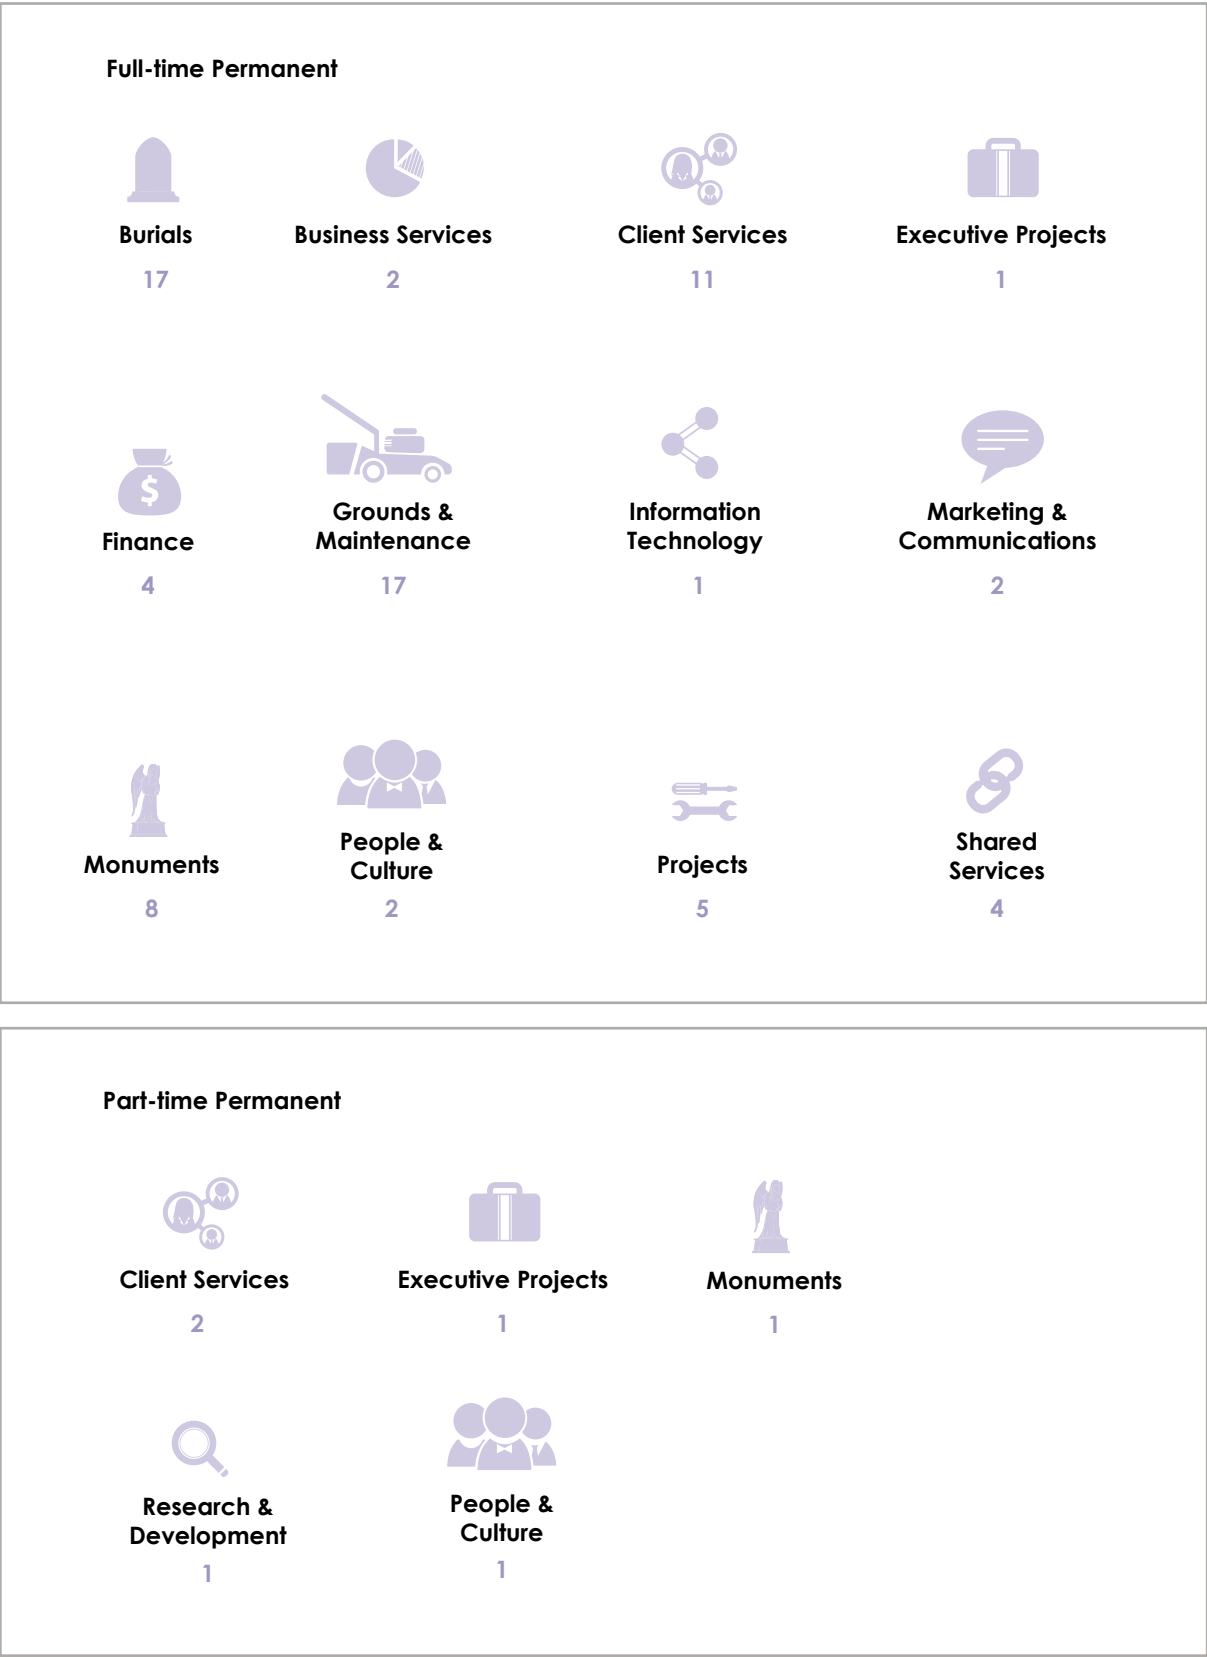 Full-time Permanent
Burials
17
Business Services
2
Client Services
11
Executive Projects
1
$
Finance
4
Grounds &
Maintenance
17
Information
Technology
1
Marketing &
Communications
2
Monuments
8
People &
Culture
2
Projects
5
Shared
Services
4
Part-time Permanent
Client Services
2
Executive Projects
1
Monuments
1
Research &
Development
1
People &
Culture
1